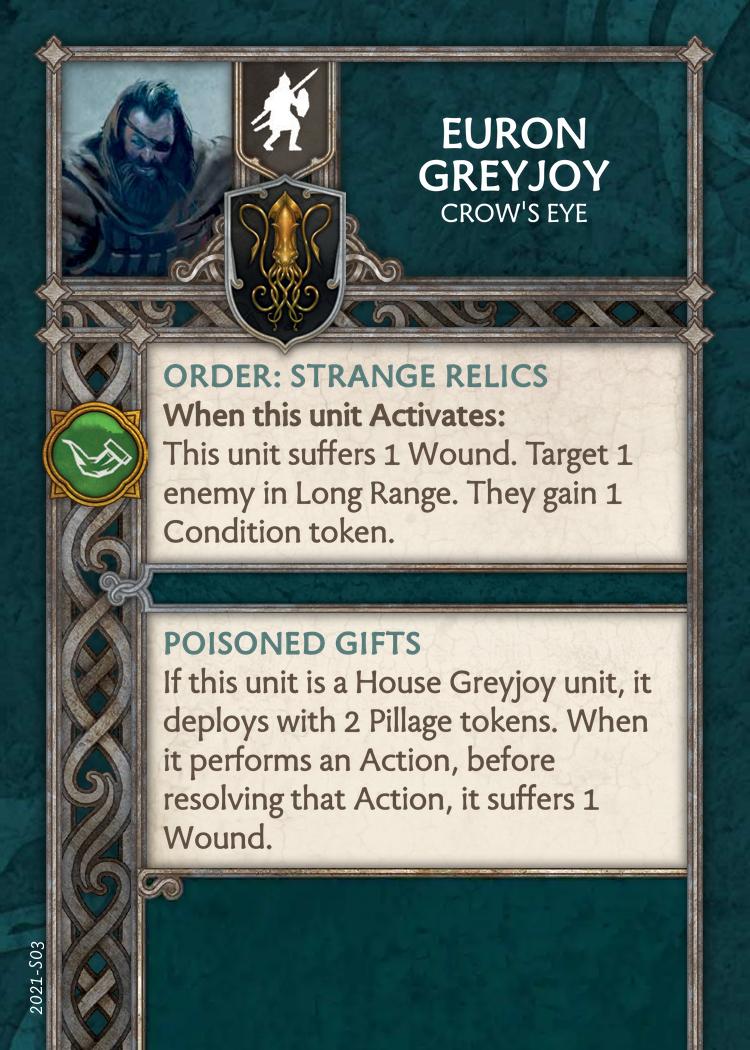 EURON
GREYJOY
CROW'S EYE
ORDER: STRANGE RELICS
When this unit Activates:
This unit suffers 1 Wound. Target 1
enemy in Long Range. They gain 1
Condition token.
POISONED GIFTS
If this unit is a House Greyjoy unit, it
deploys with 2 Pillage tokens. When
it performs an Action, before
resolving that Action, it suffers 1
Wound.
2021-S03